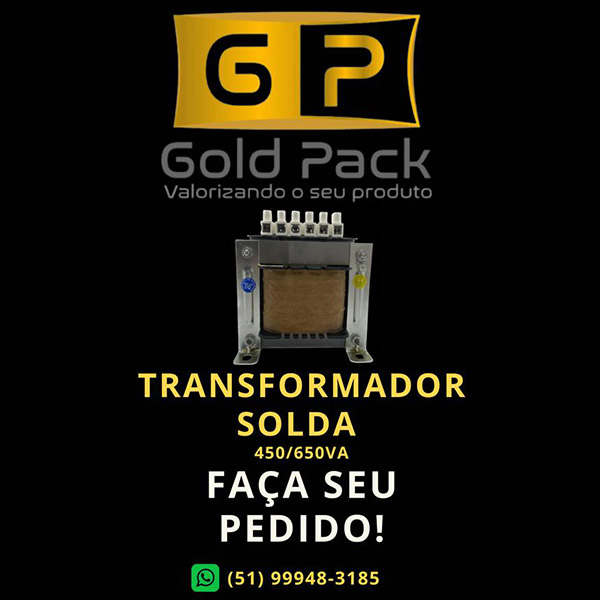 GP
Gold Pack
Valorizando o seu produto
TRANSFORMADOR
SOLDA
450/650VA
FAÇA SEU
PEDIDO!
(51) 99948-3185